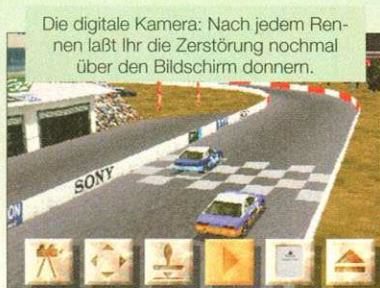 Die digitale Kamera: Nach jedem Ren-
nen laßt Ihr die Zerstörung nochmal
über den Bildschirm donnern.
SONY